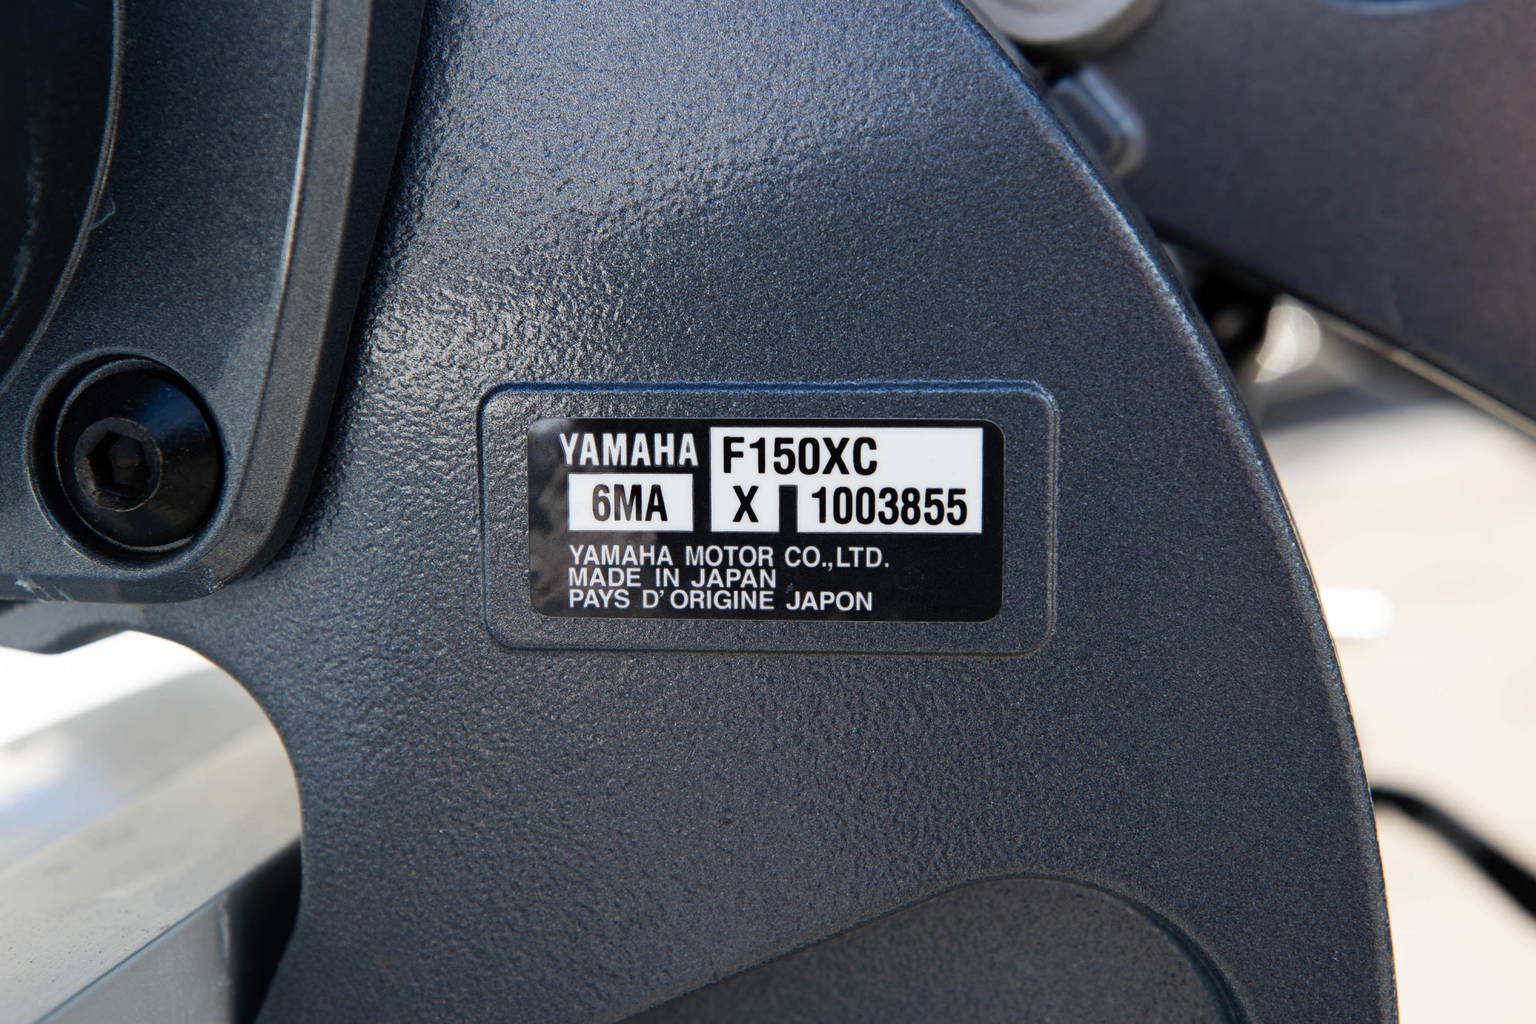 YAMAHA F150XC
6MA X 1003855
YAMAHA MOTOR CO.,LTD.
MADE IN JAPAN
PAYS D'ORIGINE JAPON